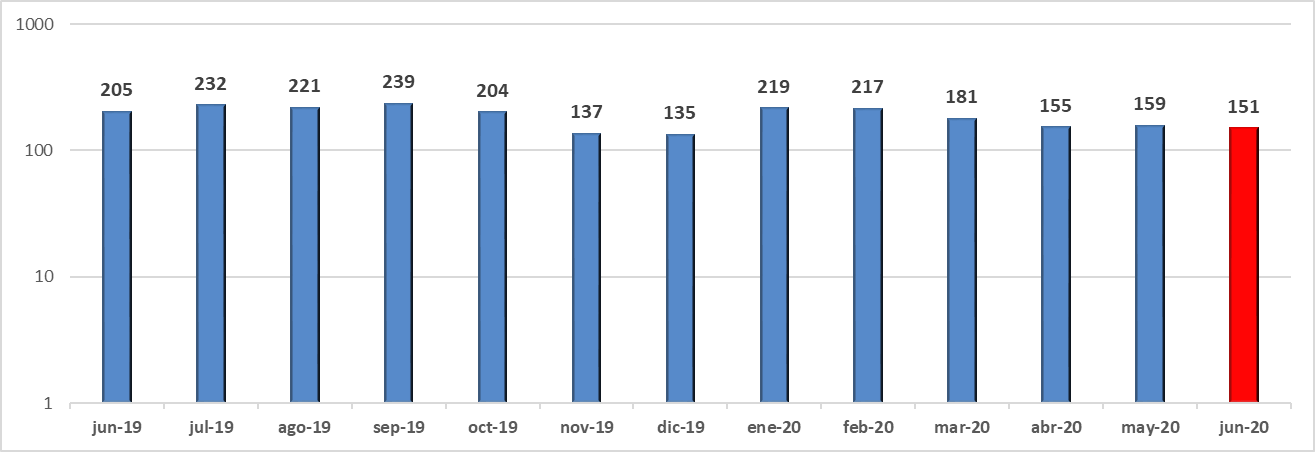 1000
100
10
1
205 232 221 239 204 137 135 219 217 181 155 159 151
jun-19 jul-19 ago-19 sep-19 oct-19 nov-19 dic-19 ene-20 feb-20 mar-20 abr-20 may-20 jun-20